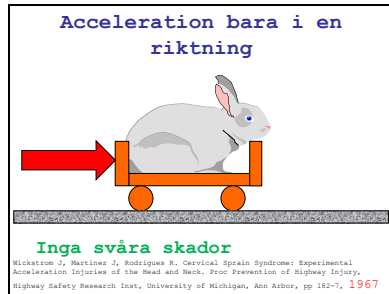 Acceleration bara i en
riktning
Inga svåra skador
Wickstrom J, Martinez J, Rodrigues R. Cervical Sprain Syndrome: Experimental
Acceleration Injuries of the Head and Neck. Proc Prevention of Highway Injury,
Highway Safety Research Inst, University of Michigan, Ann Arbor, pp 182-7, 1967